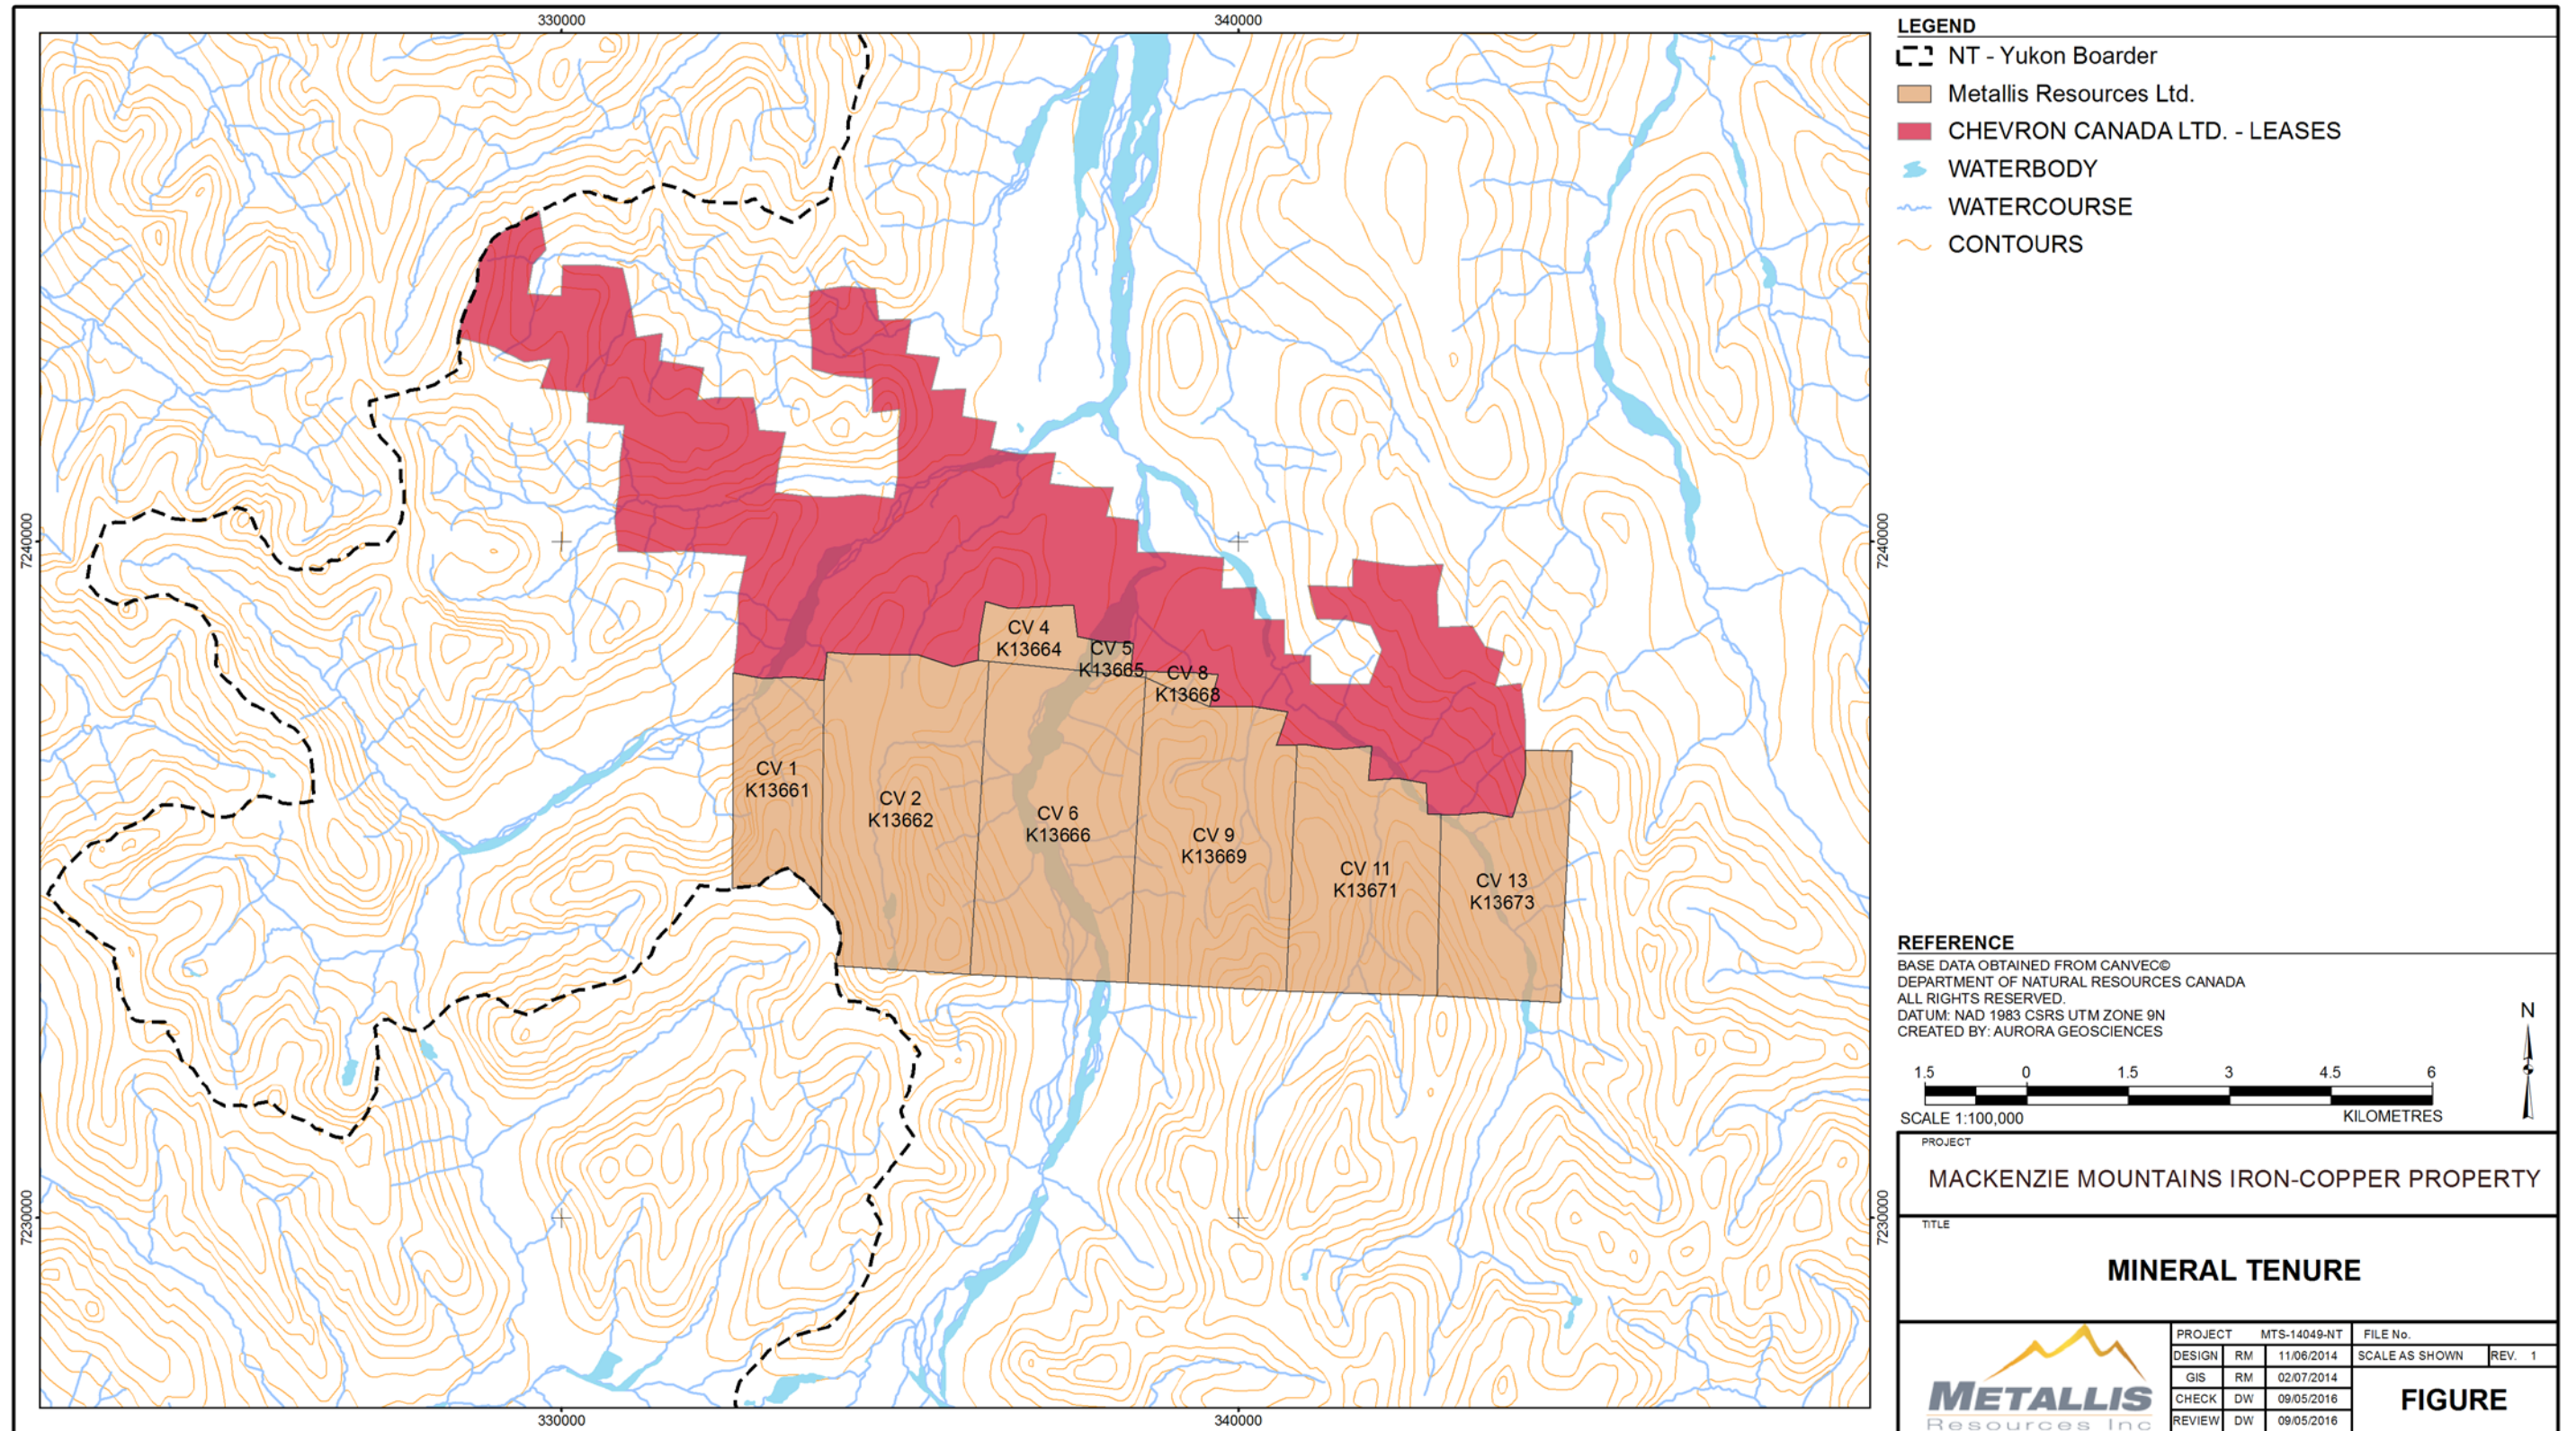 330000
340000
7240000
7240000
7230000
7230000
330000
340000
CV 4
K13664
CV 5
K13665
CV 8
K13668
CV 1
K13661
CV 2
K13662
CV 6
K13666
CV 9
K13669
CV 11
K13671
CV 13
K13673
LEGEND
NT - Yukon Boarder
Metallis Resources Ltd.
CHEVRON CANADA LTD. - LEASES
WATERBODY
WATERCOURSE
CONTOURS
REFERENCE
BASE DATA OBTAINED FROM CANVEC©
DEPARTMENT OF NATURAL RESOURCES CANADA
ALL RIGHTS RESERVED.
DATUM: NAD 1983 CSRS UTM ZONE 9N
CREATED BY: AURORA GEOSCIENCES
N
1.5 0 1.5 3 4.5 6
SCALE 1:100,000 KILOMETRES
PROJECT
MACKENZIE MOUNTAINS IRON-COPPER PROPERTY
TITLE
MINERAL TENURE
METALLIS
Resources Inc
PROJECT MTS-14049-NT FILE No.
DESIGN RM 11/06/2014 SCALE AS SHOWN REV. 1
GIS RM 02/07/2014
CHECK DW 09/05/2016
REVIEW DW 09/05/2016
FIGURE